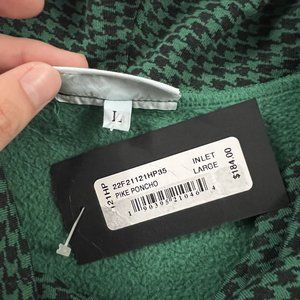 L
121HP
22F21121HP35
PIKE PONCHO
INLET
LARGE
$184.00